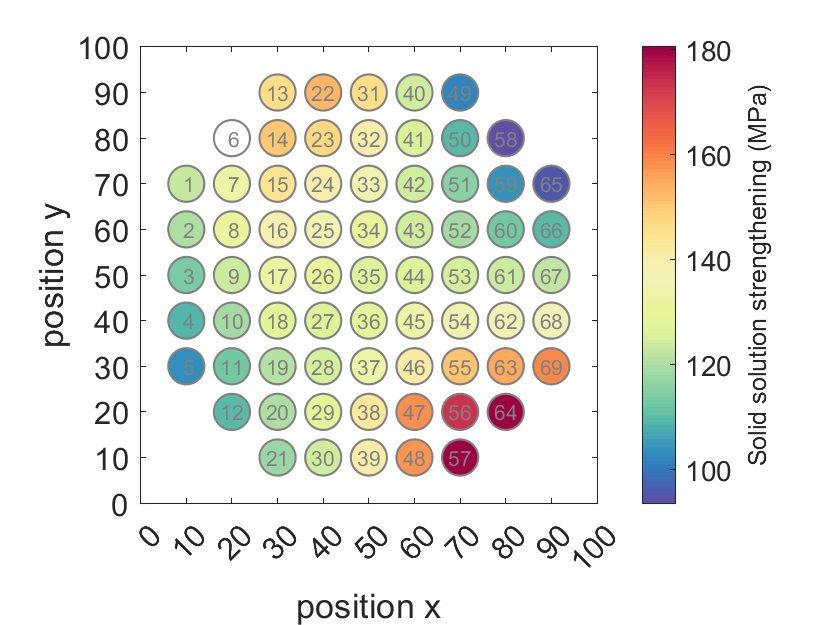 100 180
90 13 22 31 40 49
80 6 14 23 32 41 50 58
160
70 1 7 15 24 33 42 51 59 65
60 2 8 16 25 34 43 52 60 66
140
50 3 9 17 26 35 44 53 61 67
40 4 10 18 27 36 45 54 62 68
120
30 5 11 19 28 37 46 55 63 69
20 12 20 29 38 47 56 64
100
10 21 30 39 48 57
0
0 10 20 30 40 50 60 70 80 90 100
position x
position y
Solid solution strengthening (MPa)